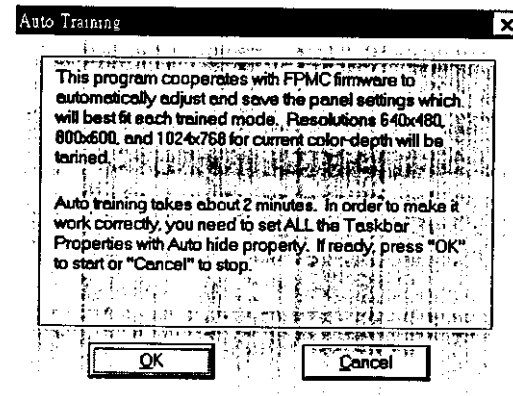 Auto Training
This program cooperates with FPMC firmware to
automatically adjust and save the panel settings which
will best fit each trained mode. Resolutions 640x480,
800x600, and 1024x768 for current color-depth will be
tarined.
Auto training takes about 2 minutes. In order to make it
work correctly, you need to set ALL the Taskbar
Properties with Auto hide property. If ready, press "OK"
to start or "Cancel" to stop.
OK
Cancel